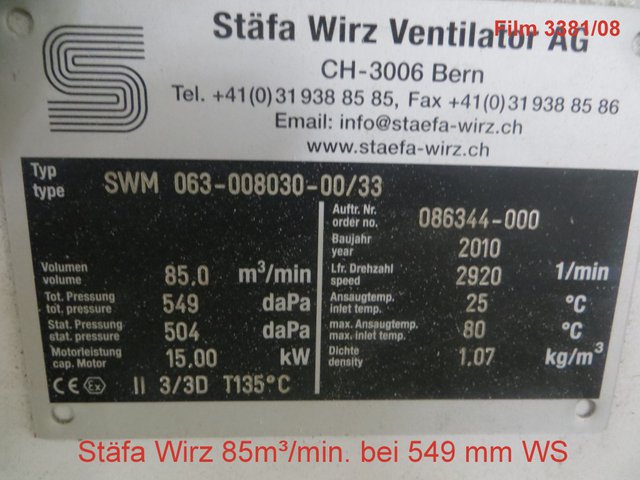 Film 3381/08
Stäfa Wirz Ventilator AG
CH-3006 Bern
Tel. +41(0)31 938 85 85, Fax +41(0)31 938 85 86
Email: info@staefa-wirz.ch
www.staefa-wirz.ch
Typ
type SWM 063-008030-00/33
Auftr. Nr.
order no. 086344-000
Baujahr
year 2010
Volumen
volume 85.0 m³/min
Lfr. Drehzahl
speed 2920 1/min
Tot. Pressung
tot. pressure 549 daPa
Ansaugtemp.
inlet temp. 25 °C
Stat. Pressung
stat. pressure 504 daPa
max. Ansaugtemp.
max. inlet temp. 80 °C
Motorleistung
cap. Motor 15.00 kW
Dichte
density 1.07 kg/m³
CE Ex II 3/3D T135°C
Stäfa Wirz 85m³/min. bei 549 mm WS